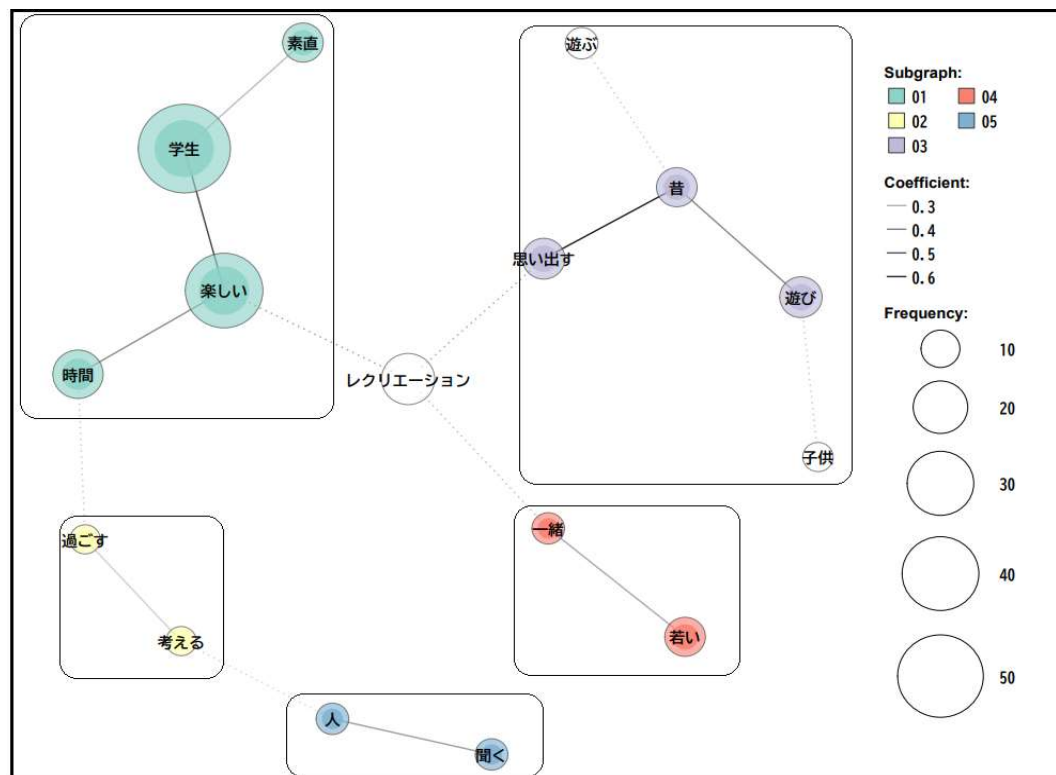 素直
学生
楽しい
時間
遊ぶ
昔
思い出す
遊び
子供
レクリエーション
過ごす
考える
一緒
若い
人
聞く
Subgraph:
01 04
02 05
03
Coefficient:
0.3
0.4
0.5
0.6
Frequency:
10
20
30
40
50